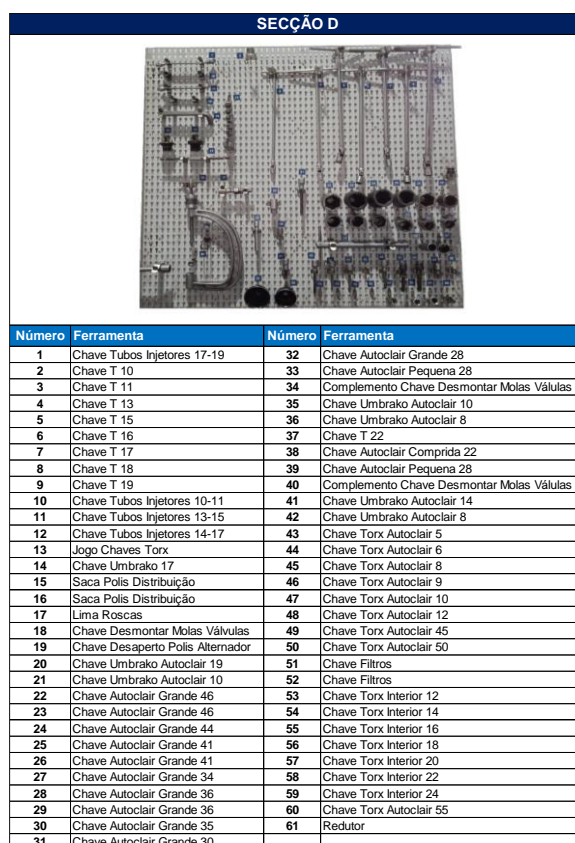 SECÇÃO D
Número Ferramenta Número Ferramenta
1 Chave Tubos Injetores 17-19 32 Chave Autoclair Grande 28
2 Chave T 10 33 Chave Autoclair Pequena 28
3 Chave T 11 34 Complemento Chave Desmontar Molas Válulas
4 Chave T 13 35 Chave Umbrako Autoclair 10
5 Chave T 15 36 Chave Umbrako Autoclair 8
6 Chave T 16 37 Chave T 22
7 Chave T 17 38 Chave Autoclair Comprida 22
8 Chave T 18 39 Chave Autoclair Pequena 28
9 Chave T 19 40 Complemento Chave Desmontar Molas Válulas
10 Chave Tubos Injetores 10-11 41 Chave Umbrako Autoclair 14
11 Chave Tubos Injetores 13-15 42 Chave Umbrako Autoclair 8
12 Chave Tubos Injetores 14-17 43 Chave Torx Autoclair 5
13 Jogo Chaves Torx 44 Chave Torx Autoclair 6
14 Chave Umbrako 17 45 Chave Torx Autoclair 8
15 Saca Polis Distribuição 46 Chave Torx Autoclair 9
16 Saca Polis Distribuição 47 Chave Torx Autoclair 10
17 Lima Roscas 48 Chave Torx Autoclair 12
18 Chave Desmontar Molas Válvulas 49 Chave Torx Autoclair 45
19 Chave Desaperto Polis Alternador 50 Chave Torx Autoclair 50
20 Chave Umbrako Autoclair 19 51 Chave Filtros
21 Chave Umbrako Autoclair 10 52 Chave Filtros
22 Chave Autoclair Grande 46 53 Chave Torx Interior 12
23 Chave Autoclair Grande 46 54 Chave Torx Interior 14
24 Chave Autoclair Grande 44 55 Chave Torx Interior 16
25 Chave Autoclair Grande 41 56 Chave Torx Interior 18
26 Chave Autoclair Grande 41 57 Chave Torx Interior 20
27 Chave Autoclair Grande 34 58 Chave Torx Interior 22
28 Chave Autoclair Grande 36 59 Chave Torx Interior 24
29 Chave Autoclair Grande 36 60 Chave Torx Autoclair 55
30 Chave Autoclair Grande 35 61 Redutor
31 Chave Autoclair Grande 30